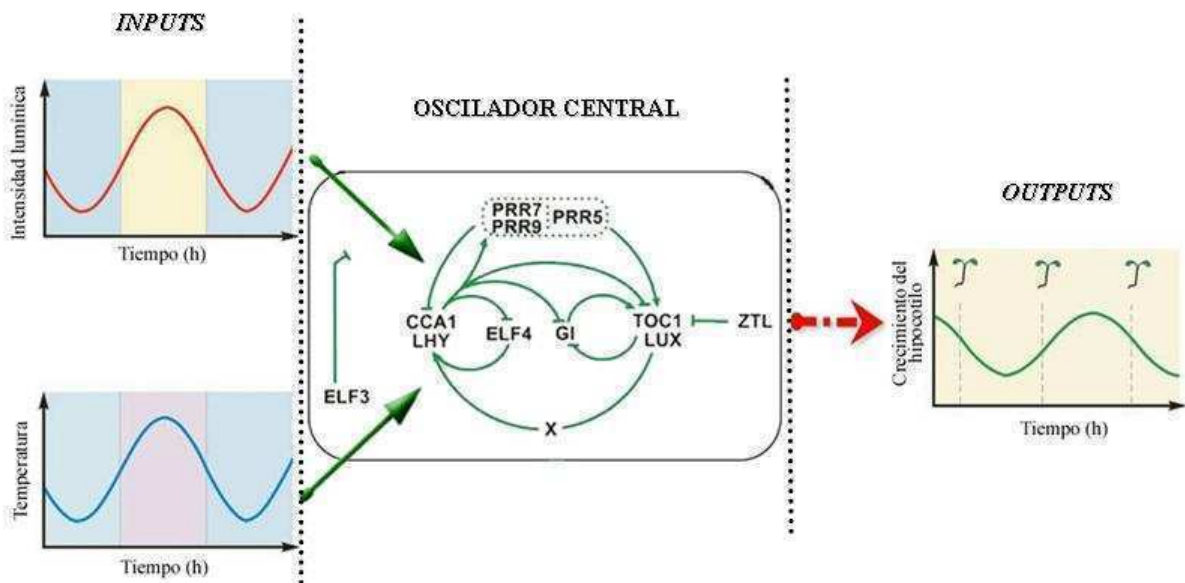 INPUTS
Intensidad lumínica
Tiempo (h)
Temperatura
Tiempo (h)
OSCILADOR CENTRAL
PRR7
PRR9
PRR5
CCA1
LHY
ELF4
GI
TOC1
LUX
ZTL
ELF3
X
OUTPUTS
Crecimiento del
hipocotilo
Tiempo (h)